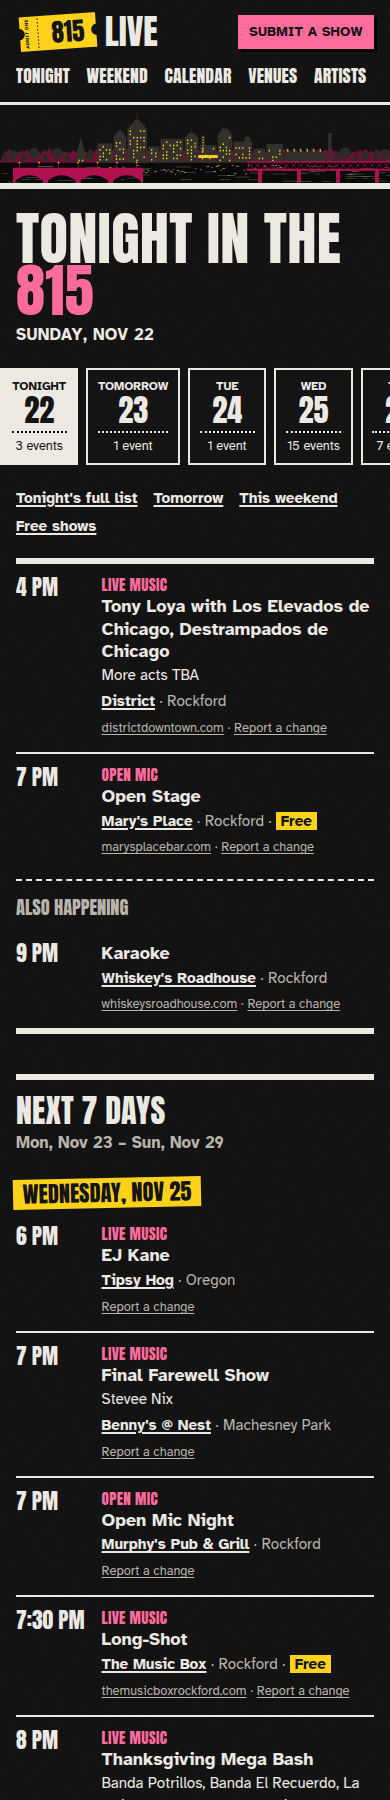 ADMIT ONE 815 LIVE
SUBMIT A SHOW
TONIGHT WEEKEND CALENDAR VENUES ARTISTS
TONIGHT IN THE
815
SUNDAY, NOV 22
TONIGHT
22
3 events
TOMORROW
23
1 event
TUE
24
1 event
WED
25
15 events
7 e
Tonight's full list Tomorrow This weekend
Free shows
4 PM
LIVE MUSIC
Tony Loya with Los Elevados de
Chicago, Destrampados de
Chicago
More acts TBA
District · Rockford
districtdowntown.com · Report a change
7 PM
OPEN MIC
Open Stage
Mary's Place · Rockford · Free
marysplacebar.com · Report a change
ALSO HAPPENING
9 PM
Karaoke
Whiskey's Roadhouse · Rockford
whiskeysroadhouse.com · Report a change
NEXT 7 DAYS
Mon, Nov 23 – Sun, Nov 29
WEDNESDAY, NOV 25
6 PM
LIVE MUSIC
EJ Kane
Tipsy Hog · Oregon
Report a change
7 PM
LIVE MUSIC
Final Farewell Show
Stevee Nix
Benny's @ Nest · Machesney Park
Report a change
7 PM
OPEN MIC
Open Mic Night
Murphy's Pub & Grill · Rockford
Report a change
7:30 PM
LIVE MUSIC
Long-Shot
The Music Box · Rockford · Free
themusicboxrockford.com · Report a change
8 PM
LIVE MUSIC
Thanksgiving Mega Bash
Banda Potrillos, Banda El Recuerdo, La